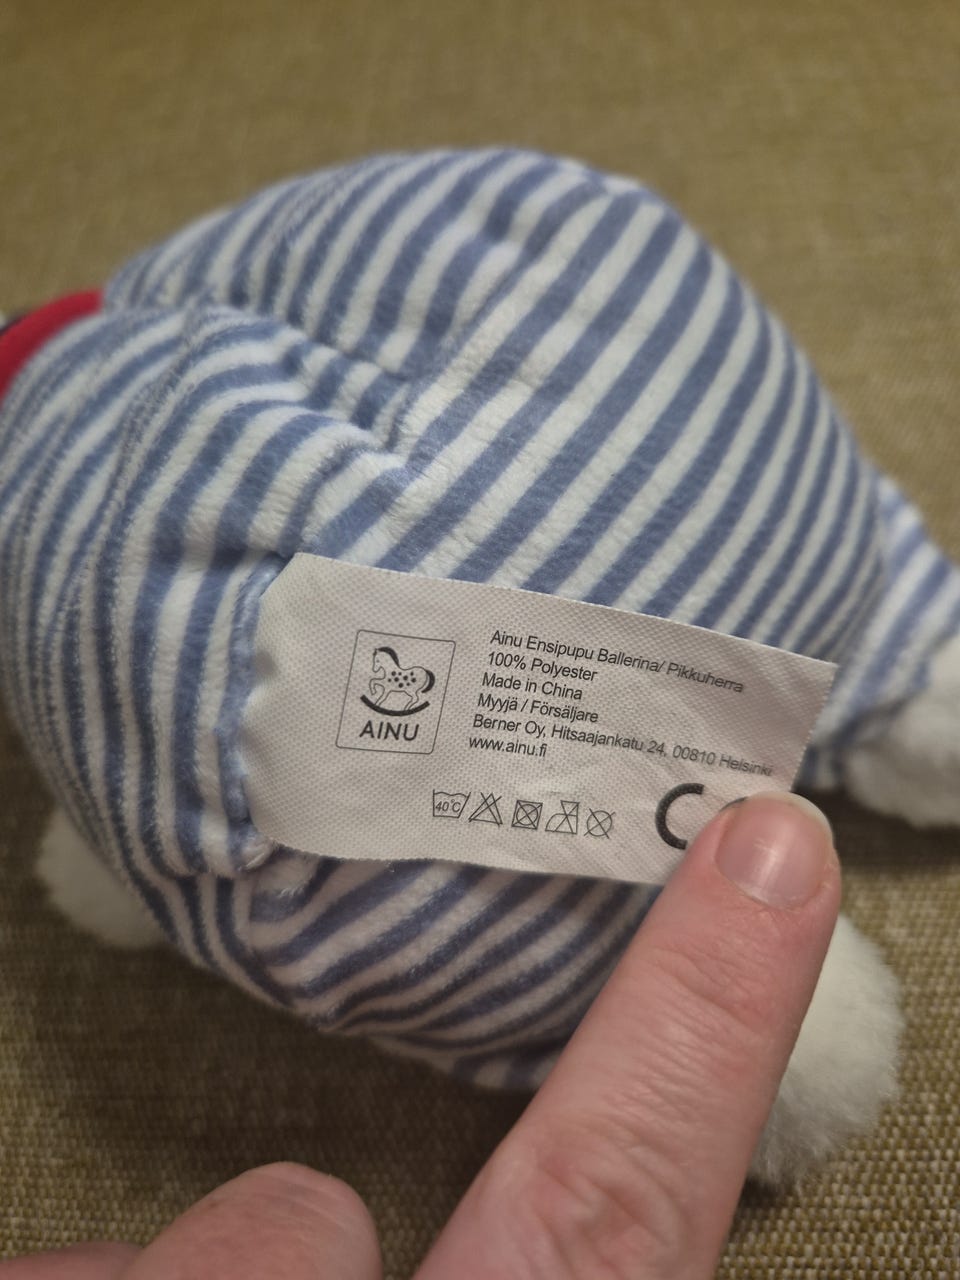 AINU
Ainu Ensipupu Ballerina/ Pikkuherra
100% Polyester
Made in China
Myyjä / Försäljare
Berner Oy, Hitsaajankatu 24, 00810 Helsinki
www.ainu.fi
40°C